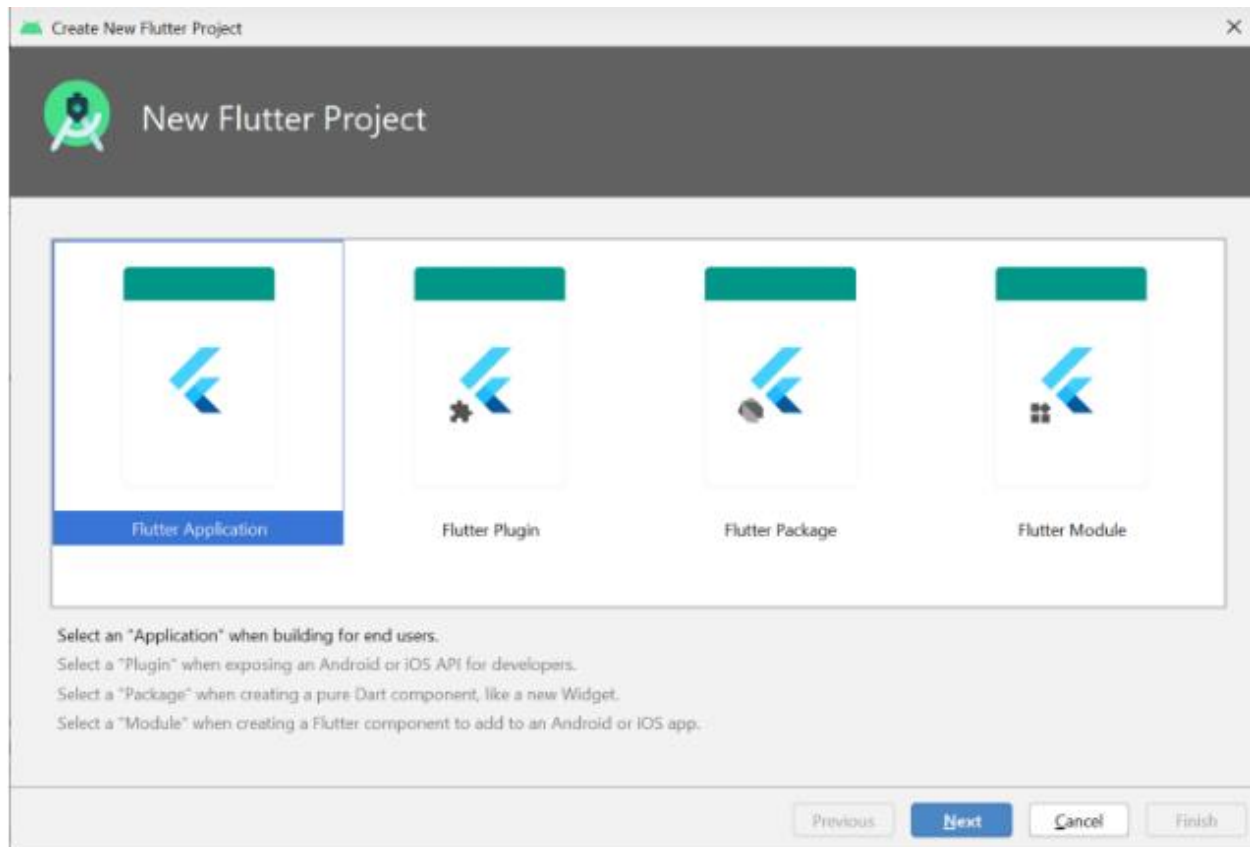 Create New Flutter Project
New Flutter Project
Flutter Application
Flutter Plugin
Flutter Package
Flutter Module
Select an "Application" when building for end users.
Select a "Plugin" when exposing an Android or iOS API for developers.
Select a "Package" when creating a pure Dart component, like a new Widget.
Select a "Module" when creating a Flutter component to add to an Android or iOS app.
Previous
Next
Cancel
Finish